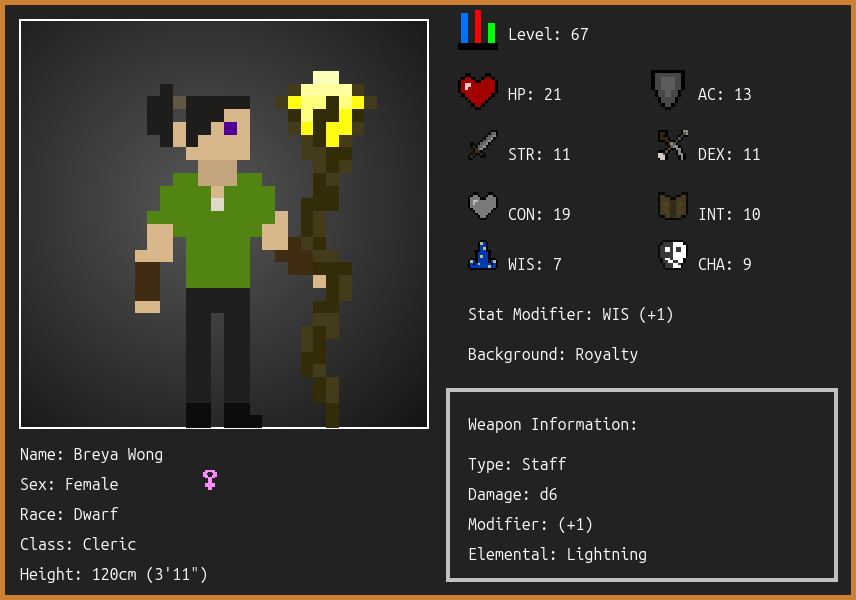 Level: 67
HP: 21
AC: 13
STR: 11
DEX: 11
CON: 19
INT: 10
WIS: 7
CHA: 9
Stat Modifier: WIS (+1)
Background: Royalty
Weapon Information:
Type: Staff
Damage: d6
Modifier: (+1)
Elemental: Lightning
Name: Breya Wong
Sex: Female
Race: Dwarf
Class: Cleric
Height: 120cm (3'11")